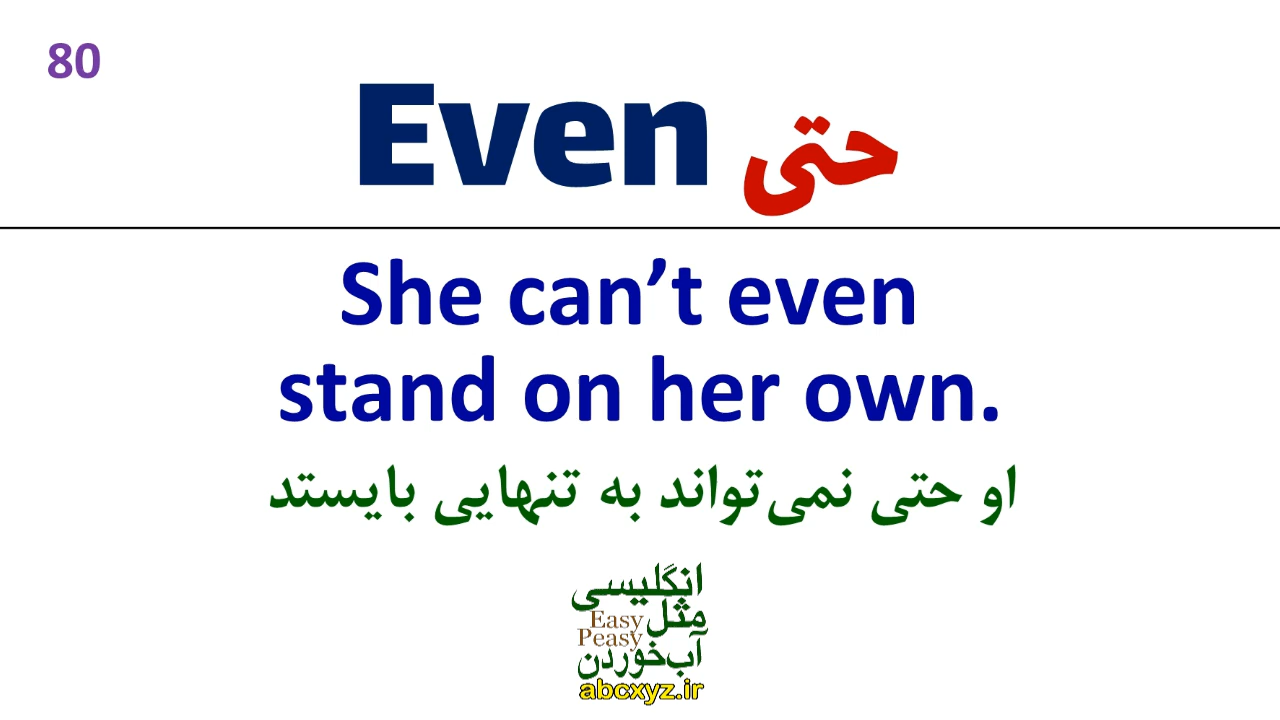 80
Even حتی
She can’t even
stand on her own.
او حتی نمی‌تواند به تنهایی بایستد
انگلیسی
مثل
Easy
Peasy
آب‌خوردن
abcxyz.ir